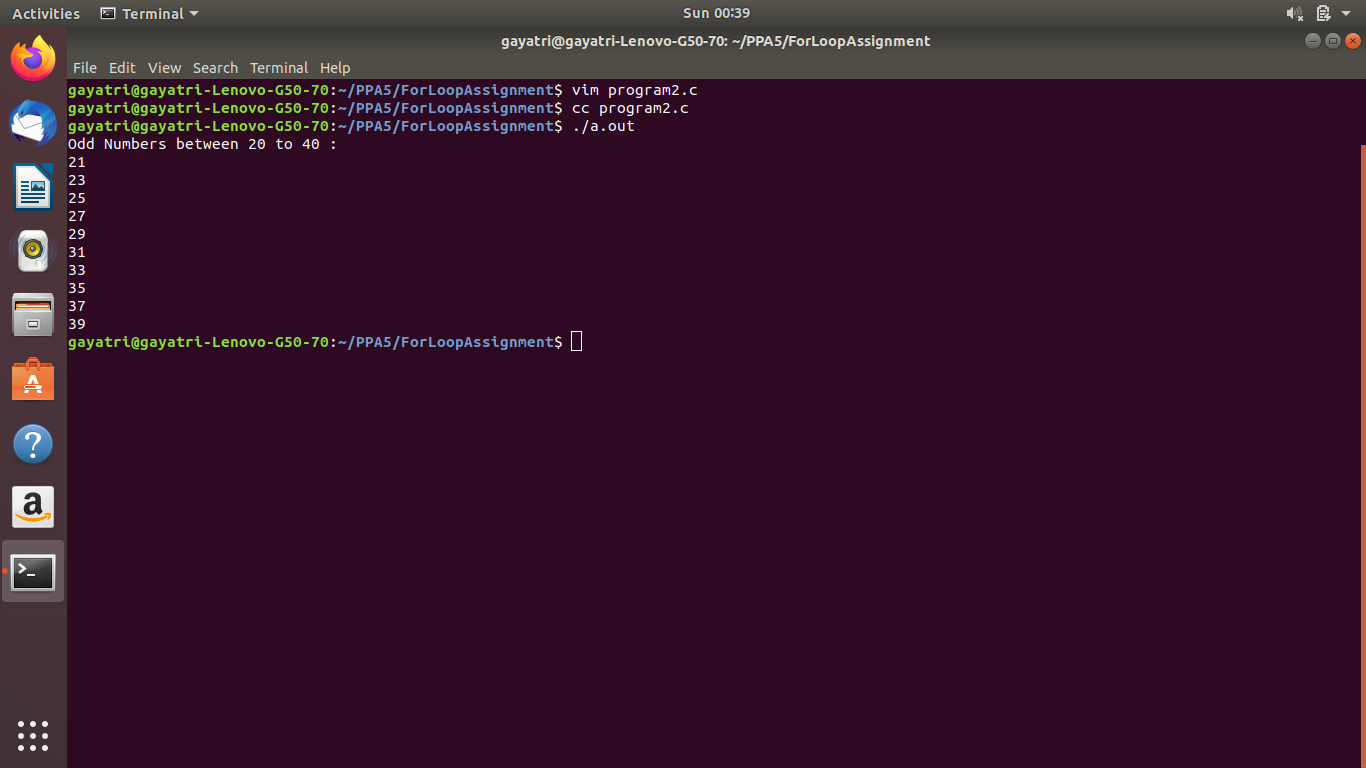 Activities Terminal Sun 00:39
gayatri@gayatri-Lenovo-G50-70: ~/PPA5/ForLoopAssignment
File Edit View Search Terminal Help
gayatri@gayatri-Lenovo-G50-70:~/PPA5/ForLoopAssignment$ vim program2.c
gayatri@gayatri-Lenovo-G50-70:~/PPA5/ForLoopAssignment$ cc program2.c
gayatri@gayatri-Lenovo-G50-70:~/PPA5/ForLoopAssignment$ ./a.out
Odd Numbers between 20 to 40 :
21
23
25
27
29
31
33
35
37
39
gayatri@gayatri-Lenovo-G50-70:~/PPA5/ForLoopAssignment$